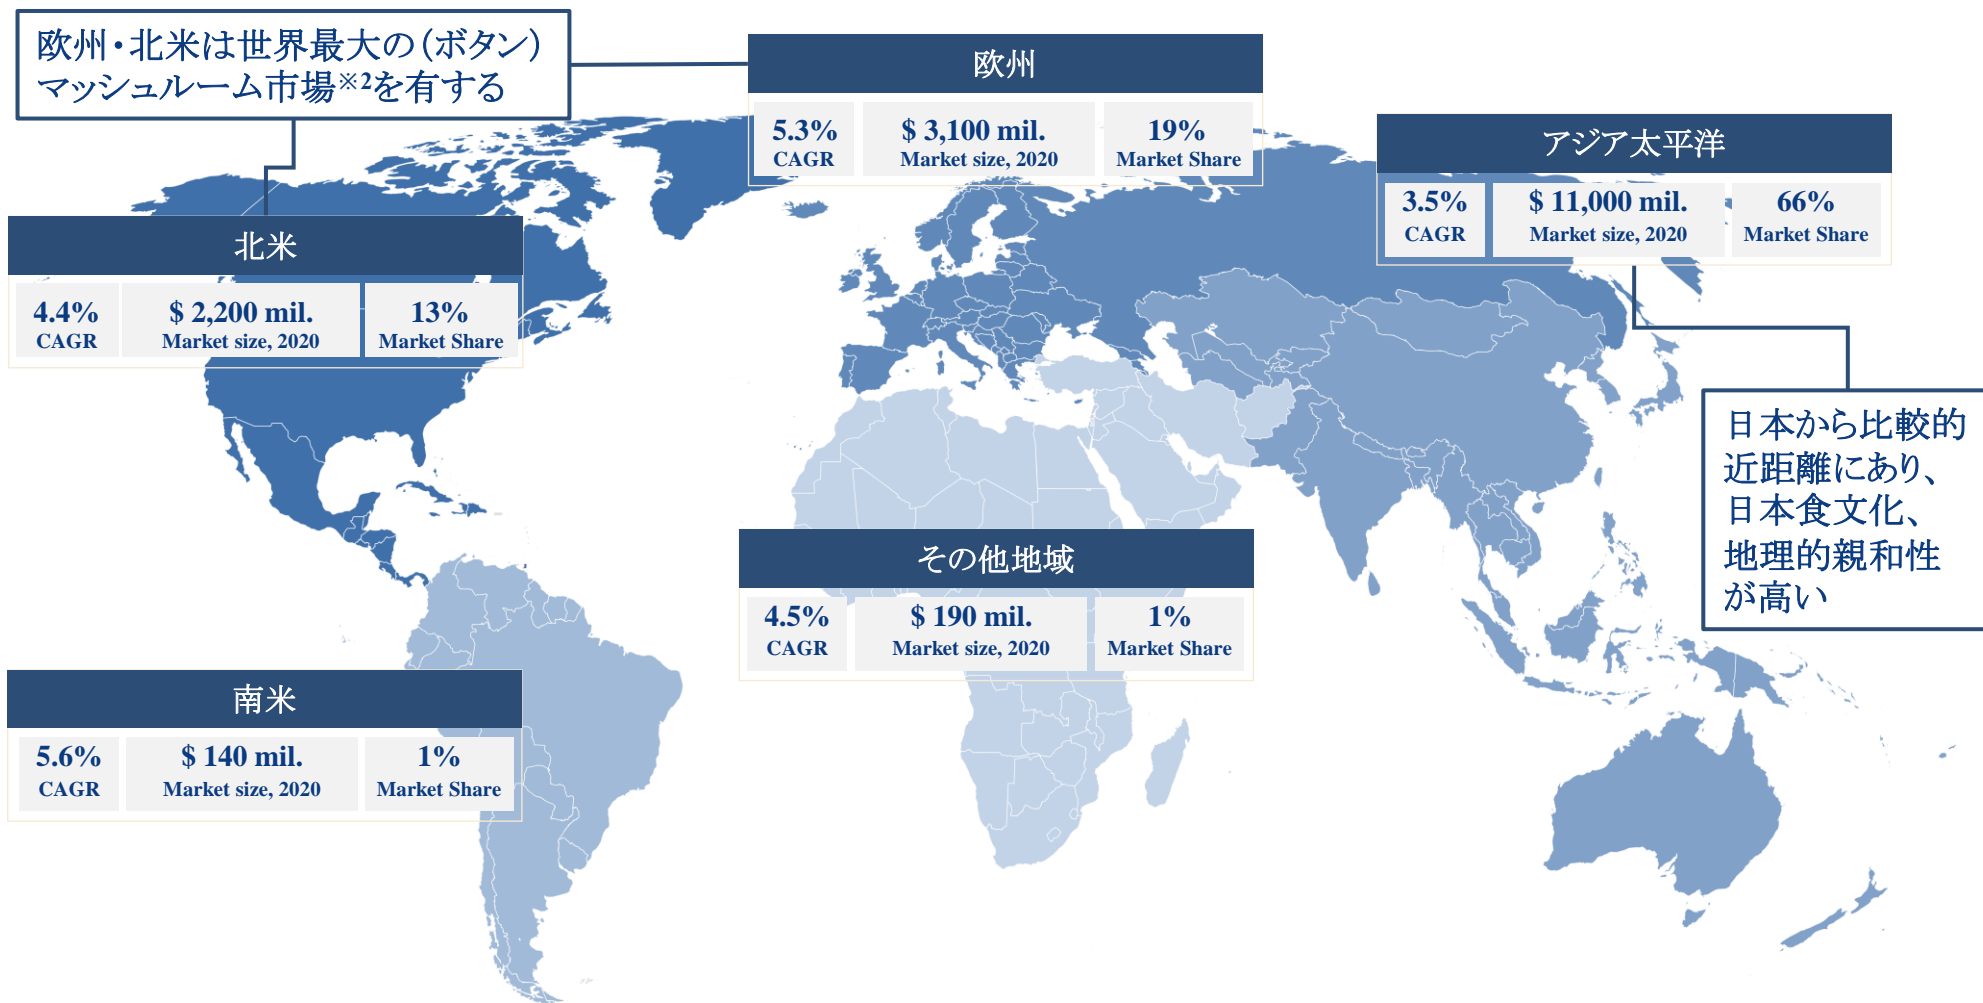 欧州・北米は世界最大の（ボタン）
マッシュルーム市場※2を有する
欧州
5.3%
CAGR
$ 3,100 mil.
Market size, 2020
19%
Market Share
アジア太平洋
3.5%
CAGR
$ 11,000 mil.
Market size, 2020
66%
Market Share
北米
4.4%
CAGR
$ 2,200 mil.
Market size, 2020
13%
Market Share
日本から比較的
近距離にあり、
日本食文化、
地理的親和性
が高い
その他地域
4.5%
CAGR
$ 190 mil.
Market size, 2020
1%
Market Share
南米
5.6%
CAGR
$ 140 mil.
Market size, 2020
1%
Market Share